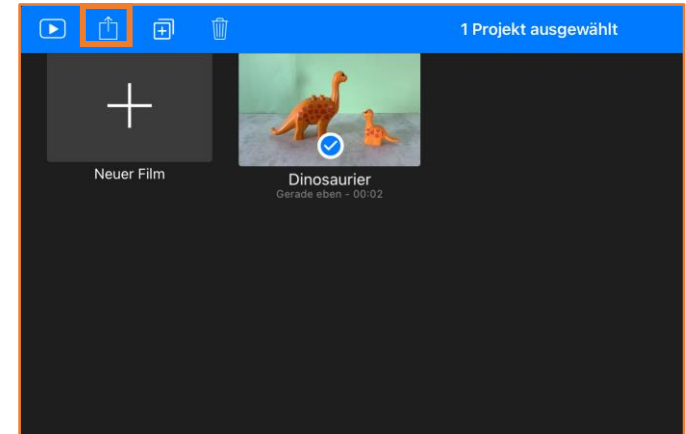 1 Projekt ausgewählt
Neuer Film
Dinosaurier
Gerade eben - 00:02